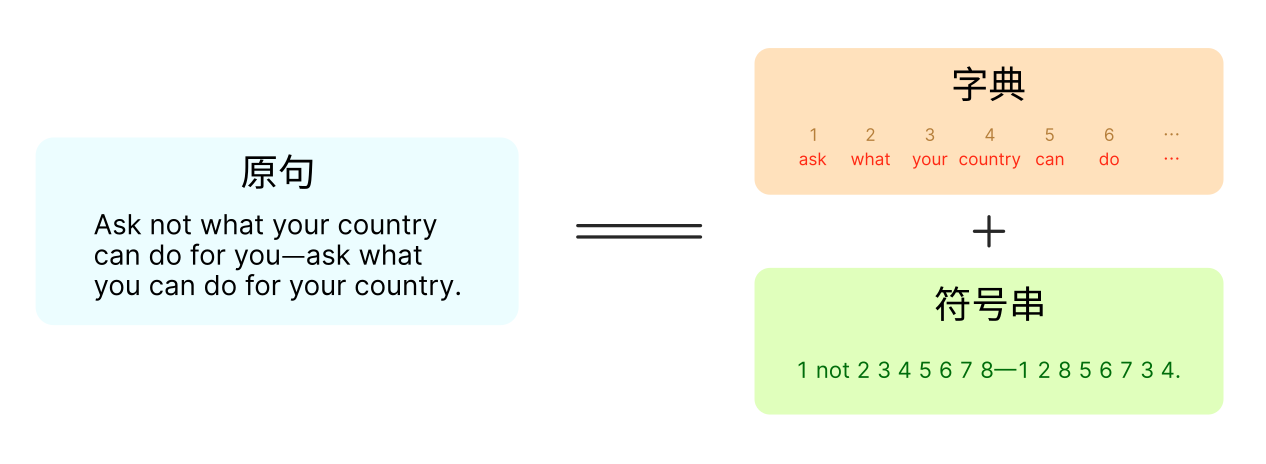 原句
Ask not what your country
can do for you—ask what
you can do for your country.
字典
1 2 3 4 5 6 ···
ask what your country can do ···
+
符号串
1 not 2 3 4 5 6 7 8—1 2 8 5 6 7 3 4.